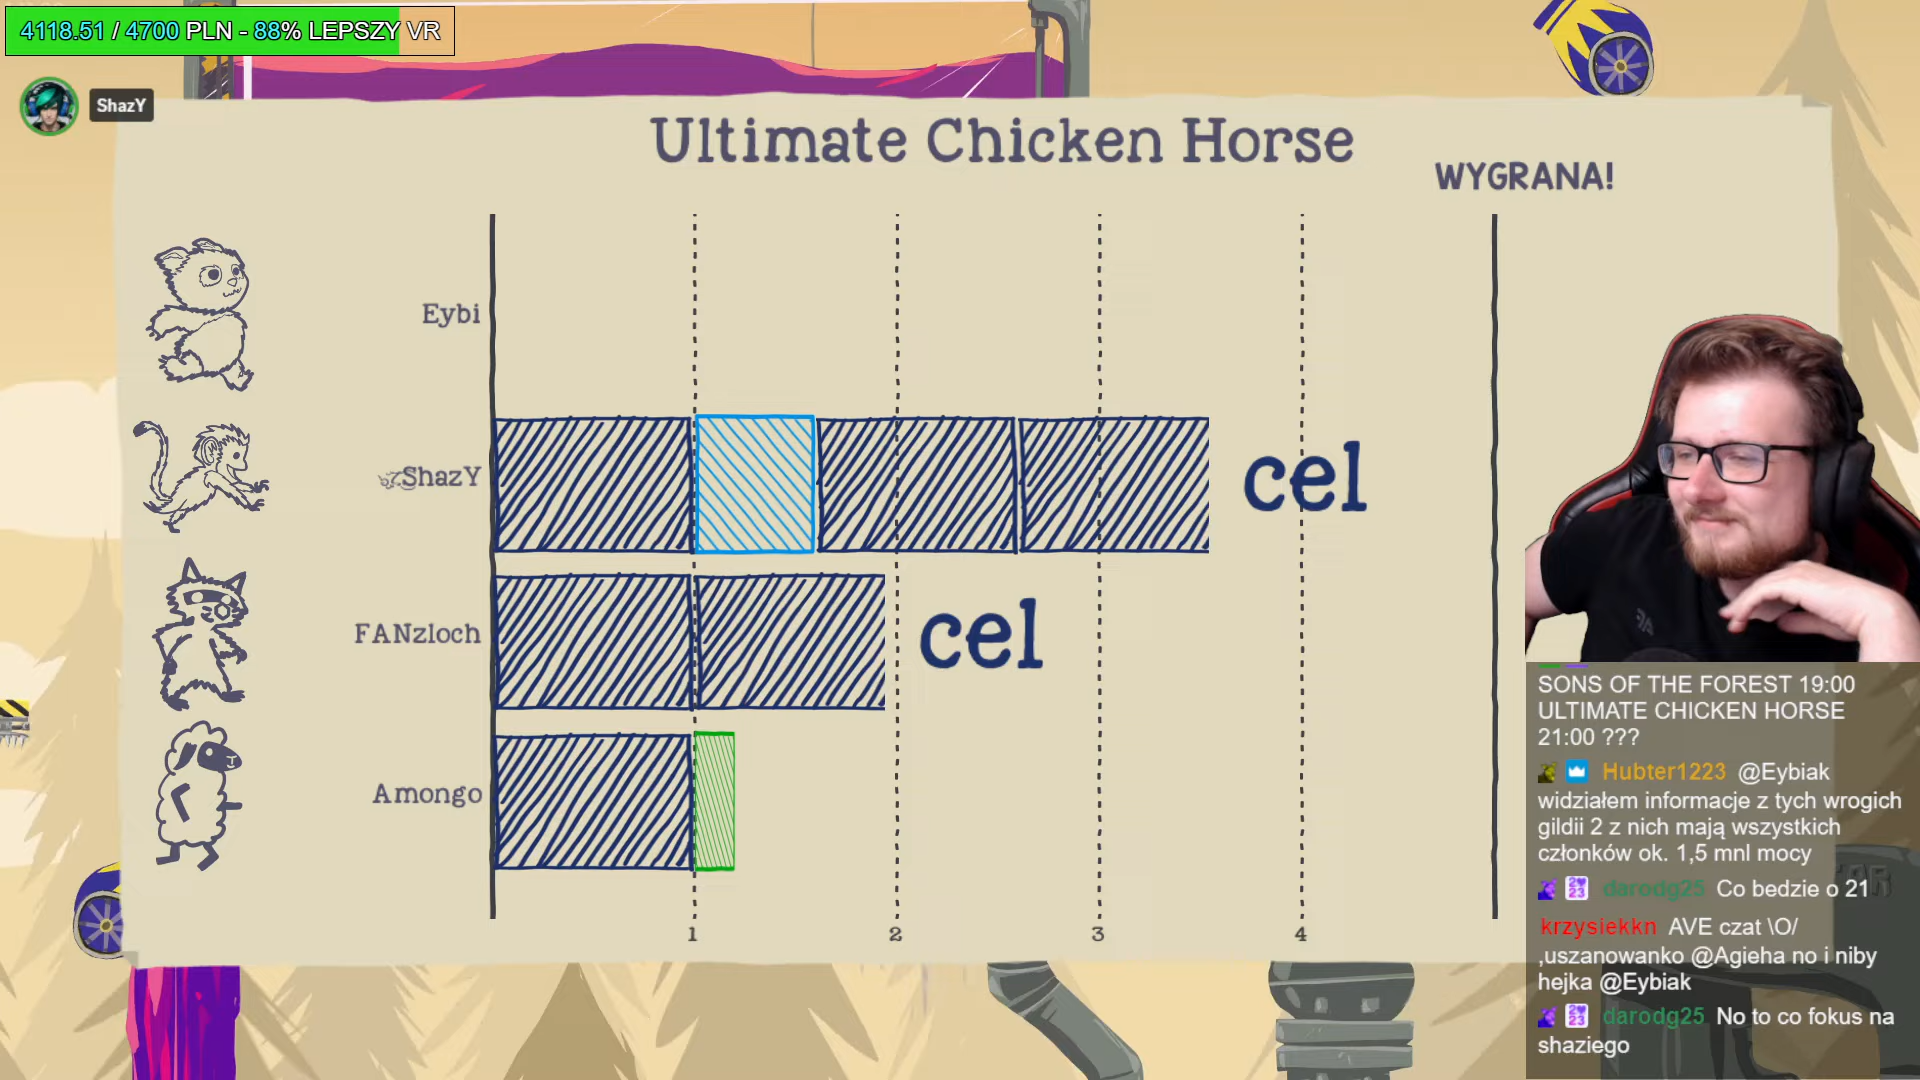 4118.51 / 4700 PLN - 88% LEPSZY VR
ShazY
Ultimate Chicken Horse
WYGRANA!
Eybi
ShazY
cel
FANzloch
cel
Amongo
1 2 3 4
SONS OF THE FOREST 19:00
ULTIMATE CHICKEN HORSE
21:00 ???
Hubter1223 @Eybiak
widziałem informacje z tych wrogich
gildii 2 z nich mają wszystkich
członków ok. 1,5 mnl mocy
darodg25 Co bedzie o 21
krzysiekkn AVE czat \O/
,uszanowanko @Agieha no i niby
hejka @Eybiak
darodg25 No to co fokus na
shaziego